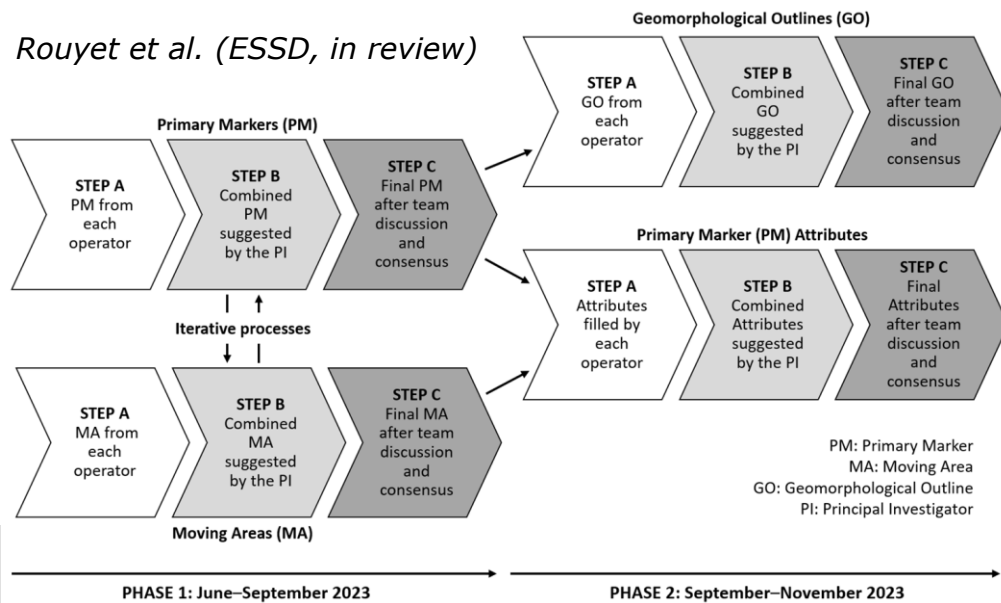 Rouyet et al. (ESSD, in review)
Primary Markers (PM)
STEP A
PM from
each
operator
STEP B
Combined
PM
suggested
by the PI
STEP C
Final PM
after team
discussion
and
consensus
Iterative processes
STEP A
MA from
each
operator
STEP B
Combined
MA
suggested
by the PI
STEP C
Final MA
after team
discussion
and
consensus
Moving Areas (MA)
PHASE 1: June–September 2023
Geomorphological Outlines (GO)
STEP A
GO from
each
operator
STEP B
Combined
GO
suggested
by the PI
STEP C
Final GO
after team
discussion
and
consensus
Primary Marker (PM) Attributes
STEP A
Attributes
filled by
each
operator
STEP B
Combined
Attributes
suggested
by the PI
STEP C
Final
Attributes
after team
discussion
and
consensus
PM: Primary Marker
MA: Moving Area
GO: Geomorphological Outline
PI: Principal Investigator
PHASE 2: September–November 2023